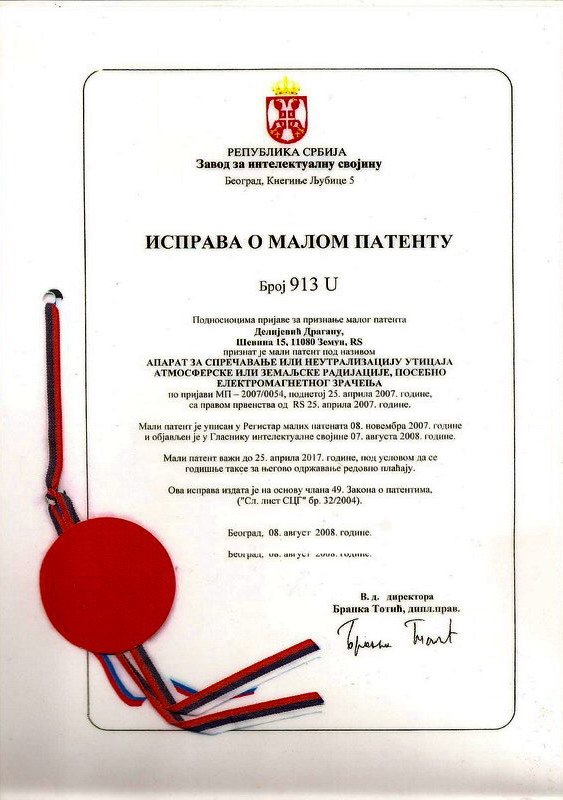 РЕПУБЛИКА СРБИЈА
Завод за интелектуалну својину
Београд, Кнегиње Љубице 5
ИСПРАВА О МАЛОМ ПАТЕНТУ
Број 913 U
Подносиоцима пријаве за признање малог патента
Делијевић Драгану,
Шевина 15, 11080 Земун, RS
признат је мали патент под називом
АПАРАТ ЗА СПРЕЧАВАЊЕ ИЛИ НЕУТРАЛИЗАЦИЈУ УТИЦАЈА
АТМОСФЕРСКЕ ИЛИ ЗЕМАЉСКЕ РАДИЈАЦИЈЕ, ПОСЕБНО
ЕЛЕКТРОМАГНЕТНОГ ЗРАЧЕЊА
по пријави МП – 2007/0054, поднетој 25. априла 2007. године,
са правом првенства од RS 25. априла 2007. године.
Мали патент је уписан у Регистар малих патената 08. новембра 2007. године
и објављен је у Гласнику интелектуалне својине 07. августа 2008. године.
Мали патент важи до 25. априла 2017. године, под условом да се
годишње таксе за његово одржавање редовно плаћају.
Ова исправа издата је на основу члана 49. Закона о патентима,
("Сл. лист СЦГ" бр. 32/2004).
Београд, 08. август 2008. године.
Београд, 08. август 2008. године.
В. д. директора
Бранка Тотић, дипл.прав.